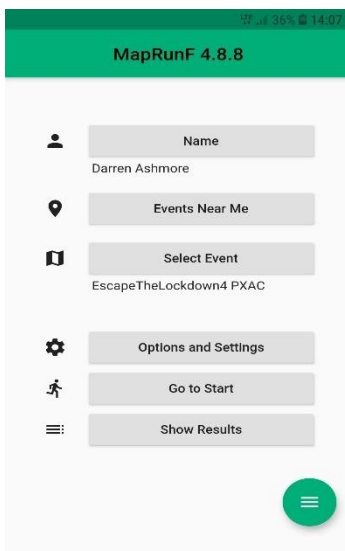 36% 14:07
MapRunF 4.8.8
Name
Darren Ashmore
Events Near Me
Select Event
EscapeTheLockdown4 PXAC
Options and Settings
Go to Start
Show Results